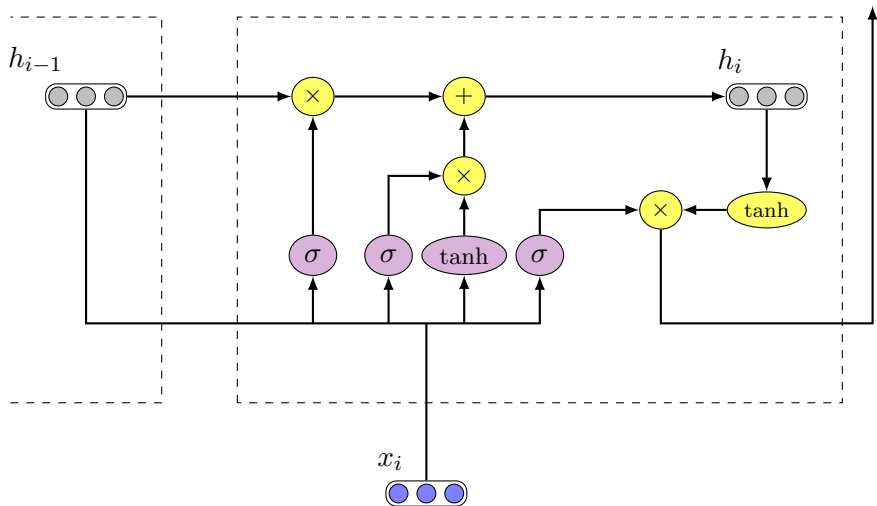 h_{i−1}
h_i
× +
×
× tanh
σ σ tanh σ
x_i